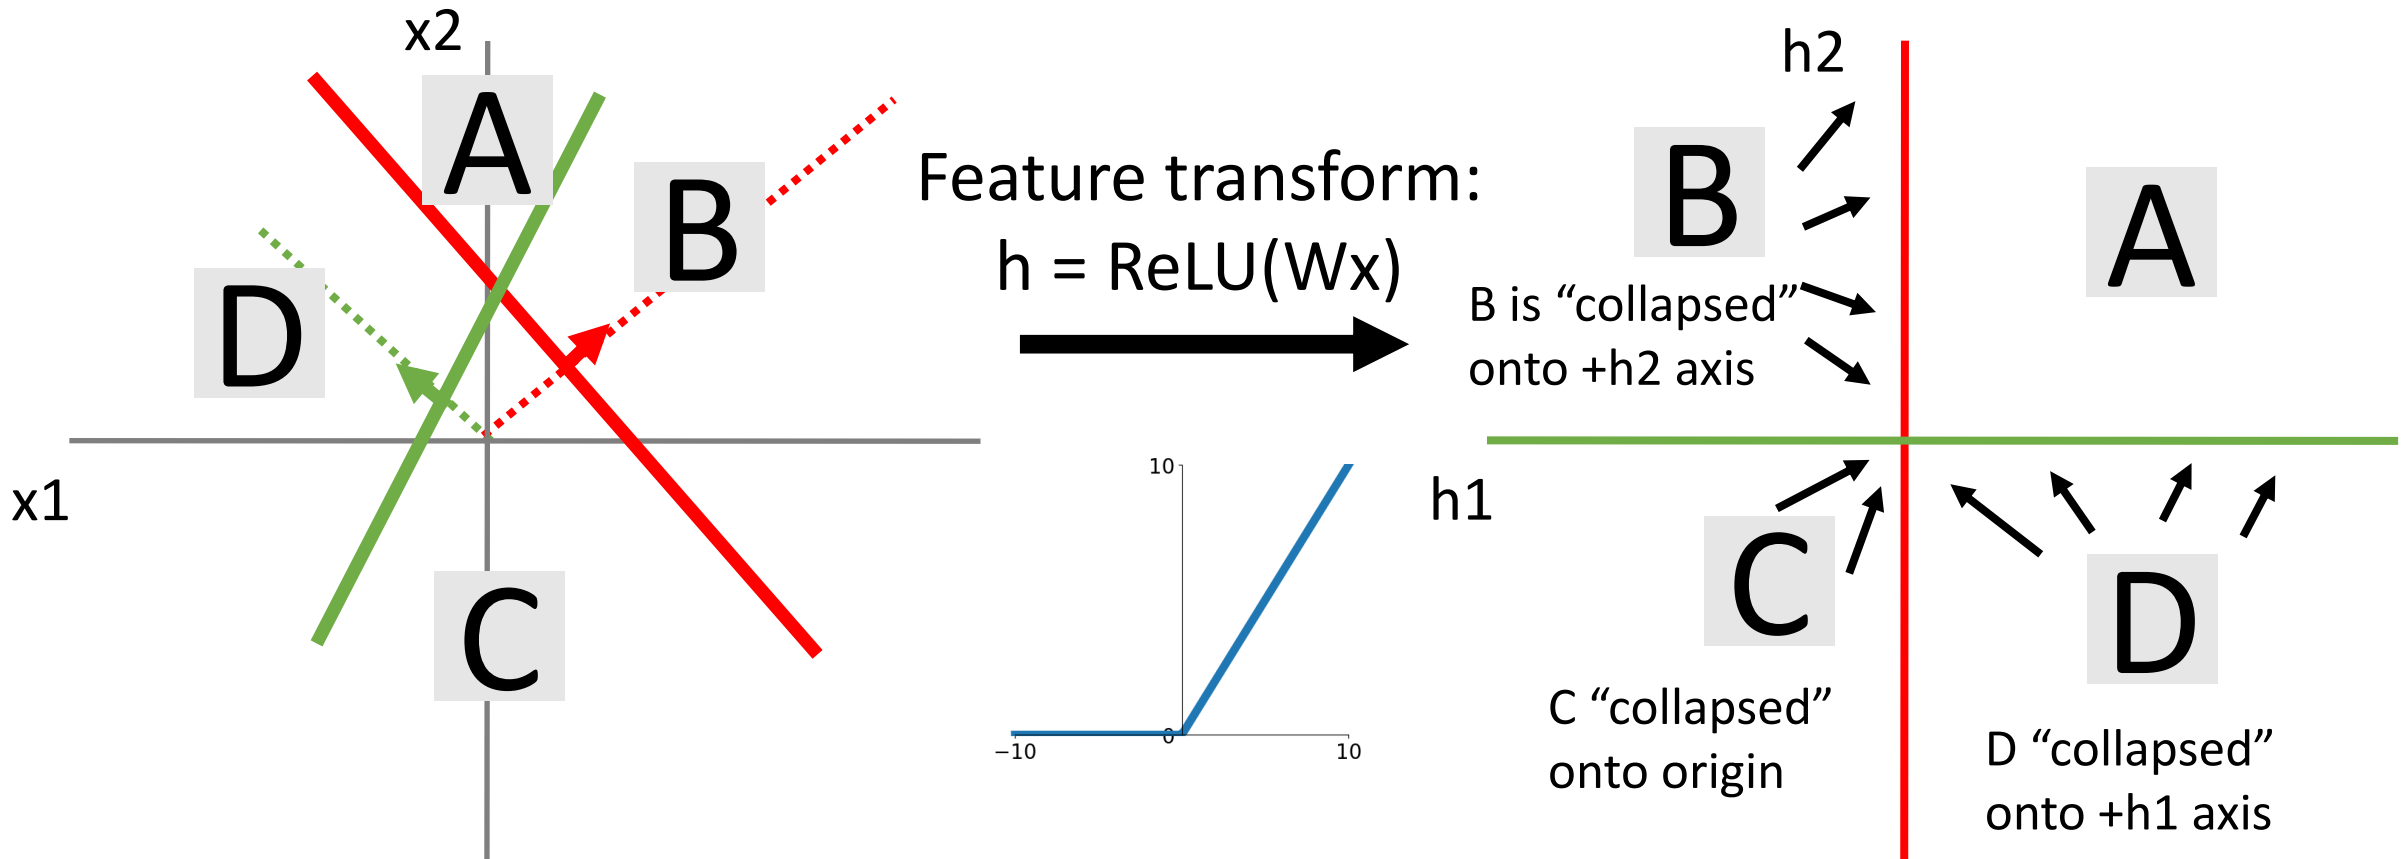 x2
A
B
D
x1
C
Feature transform:
h = ReLU(Wx)
10
0
−10
10
h2
B
A
B is “collapsed”
onto +h2 axis
h1
C
D
C “collapsed”
onto origin
D “collapsed”
onto +h1 axis